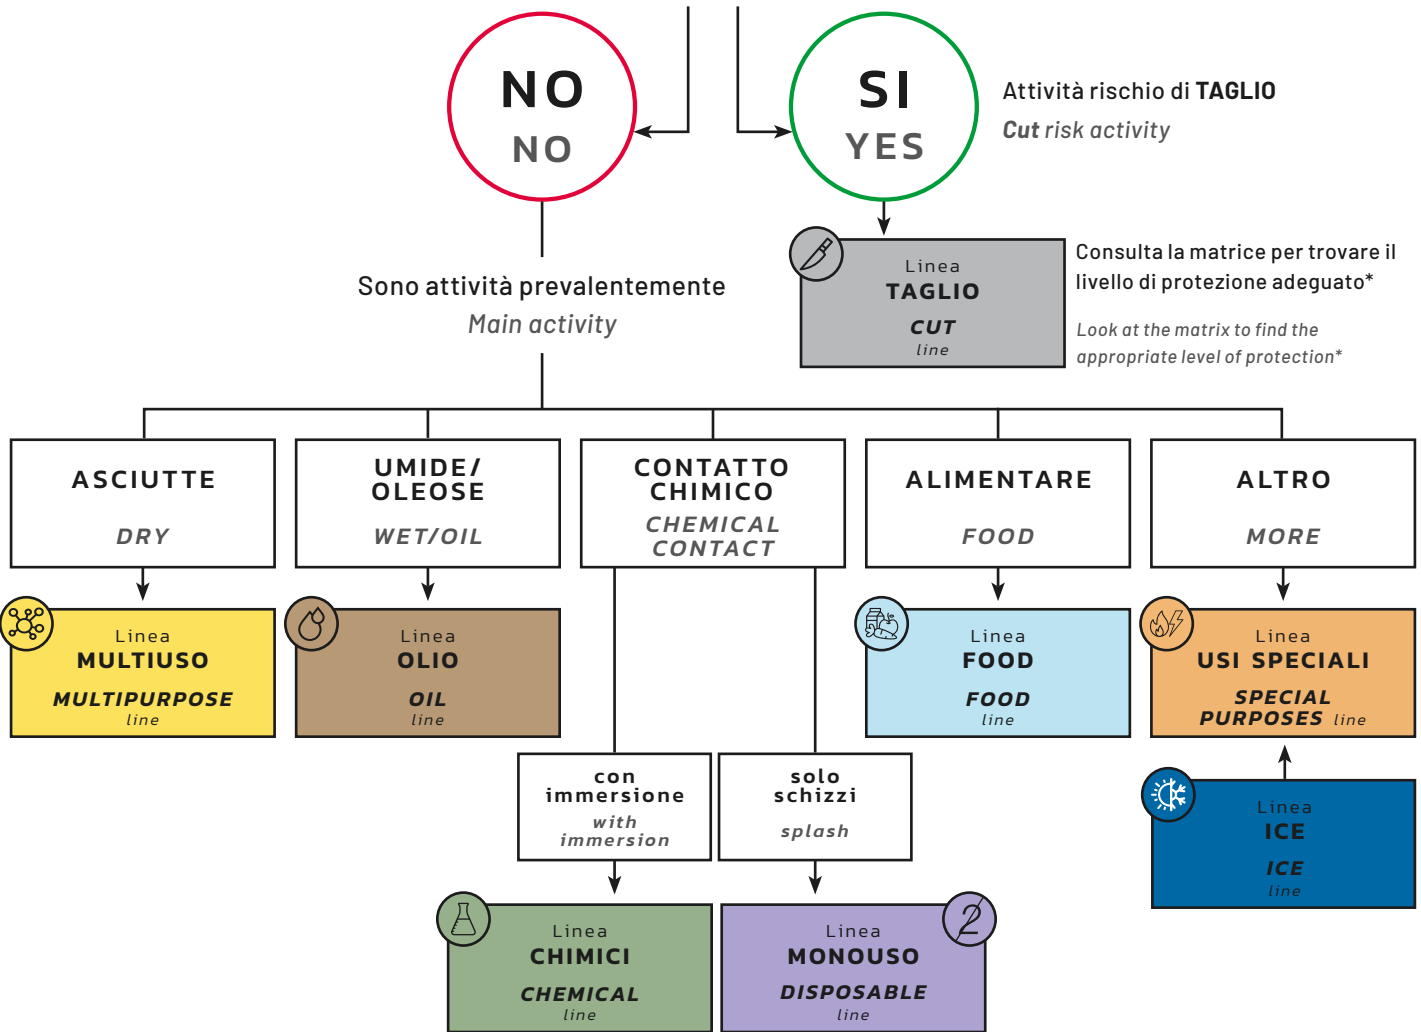 NO
NO
SI
YES
Attività rischio di TAGLIO
Cut risk activity
Linea
TAGLIO
CUT
line
Consulta la matrice per trovare il
livello di protezione adeguato*
Look at the matrix to find the
appropriate level of protection*
Sono attività prevalentemente
Main activity
ASCIUTTE
DRY
UMIDE/
OLEOSE
WET/OIL
CONTATTO
CHIMICO
CHEMICAL
CONTACT
ALIMENTARE
FOOD
ALTRO
MORE
Linea
MULTIUSO
MULTIPURPOSE
line
Linea
OLIO
OIL
line
Linea
FOOD
FOOD
line
Linea
USI SPECIALI
SPECIAL
PURPOSES line
con
immersione
with
immersion
solo
schizzi
splash
Linea
ICE
ICE
line
Linea
CHIMICI
CHEMICAL
line
2
Linea
MONOUSO
DISPOSABLE
line